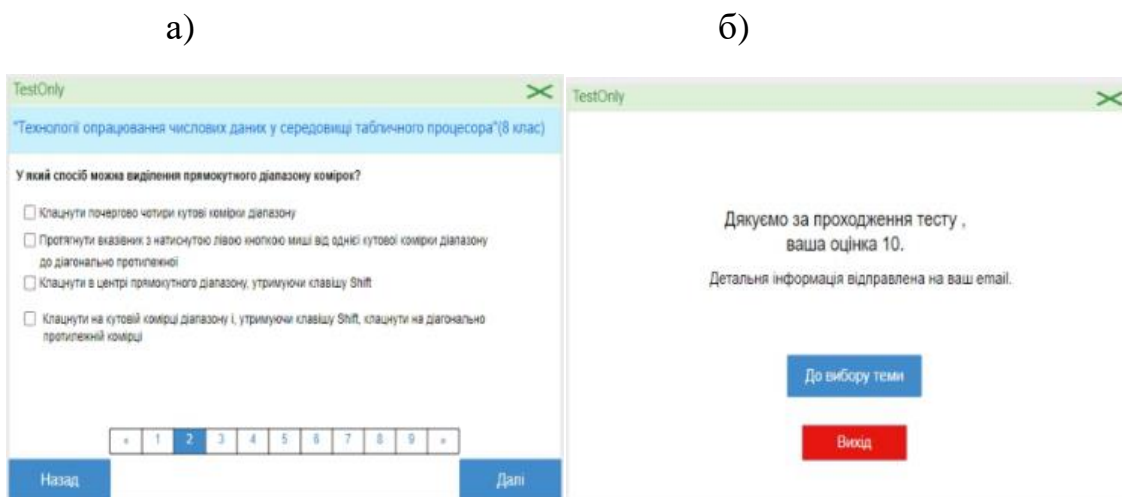 а)
б)
TestOnly
"Технології опрацювання числових даних у середовищі табличного процесора"(8 клас)
У який спосіб можна виділення прямокутного діапазону комірок?
Клацнути почергово чотири кутові комірки діапазону
Протягнути вказівник з натиснутою лівою кнопкою миші від однієї кутової комірки діапазону
до діагонально протилежної
Клацнути в центрі прямокутного діапазону, утримуючи клавішу Shift
Клацнути на кутовій комірці діапазону і, утримуючи клавішу Shift, клацнути на діагонально
протилежній комірці
« 1 2 3 4 5 6 7 8 9 »
Назад
Далі
TestOnly
Дякуємо за проходження тесту ,
ваша оцінка 10.
Детальня інформація відправлена на ваш email.
До вибору теми
Вихід